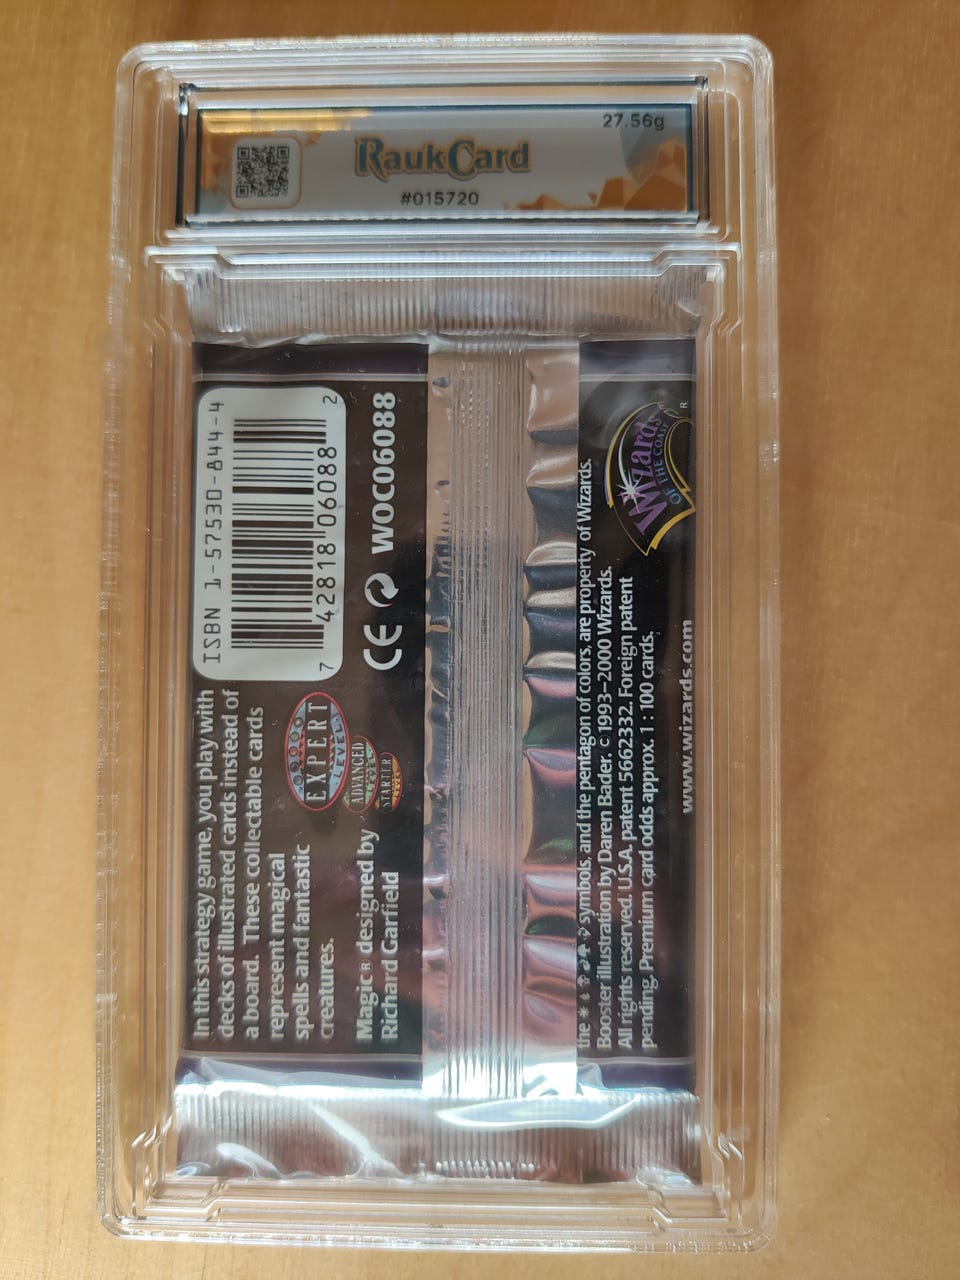 27.56g
RaukCard
#015720
ISBN 1-57530-844-4
7 42818 06088 2
CE WOC06088
In this strategy game, you play with
decks of illustrated cards instead of
a board. These collectable cards
represent magical
spells and fantastic
creatures.
EXPERT
LEVEL
ADVANCED
LEVEL
STARTER
Magic® designed by
Richard Garfield
Wizards
OF THE COAST
®
the symbols, and the pentagon of colors, are property of Wizards.
Booster illustration by Daren Bader. © 1993–2000 Wizards.
All rights reserved. U.S.A. patent 5662332. Foreign patent
pending. Premium card odds approx. 1 : 100 cards.
www.wizards.com